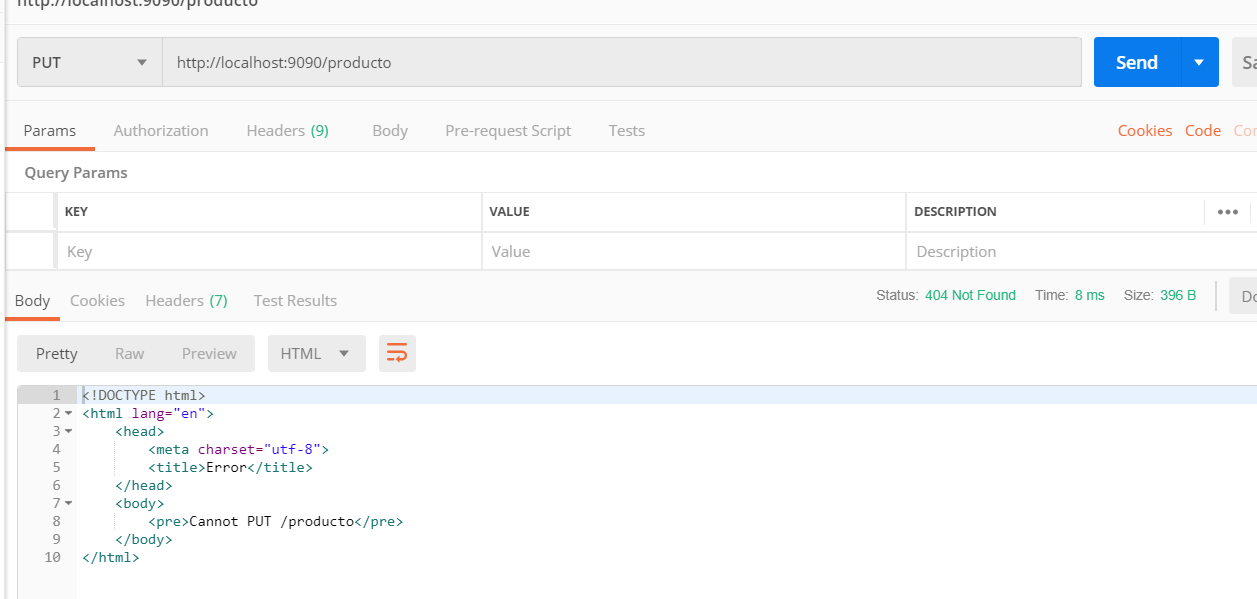 http://localhost:9090/producto
PUT http://localhost:9090/producto Send Sa
Params Authorization Headers (9) Body Pre-request Script Tests Cookies Code Con
Query Params
KEY VALUE DESCRIPTION •••
Key Value Description
Body Cookies Headers (7) Test Results Status: 404 Not Found Time: 8 ms Size: 396 B Do
Pretty Raw Preview HTML
1 <!DOCTYPE html>
2 <html lang="en">
3 <head>
4 <meta charset="utf-8">
5 <title>Error</title>
6 </head>
7 <body>
8 <pre>Cannot PUT /producto</pre>
9 </body>
10 </html>